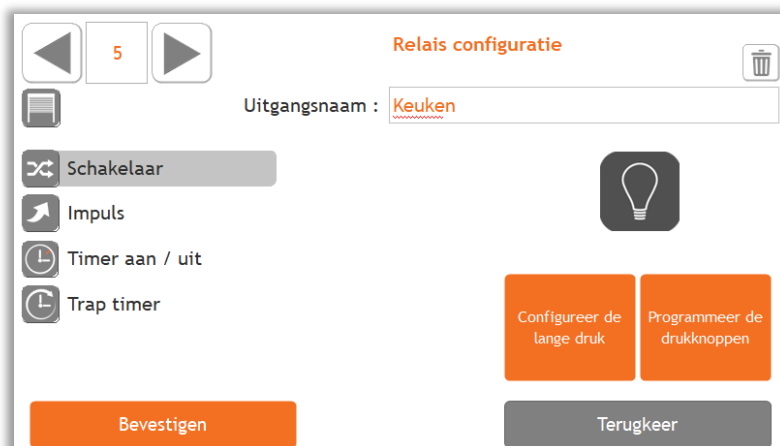 5
Relais configuratie
Uitgangsnaam :
Keuken
Schakelaar
Impuls
Timer aan / uit
Trap timer
Configureer de
lange druk
Programmeer de
drukknoppen
Bevestigen
Terugkeer